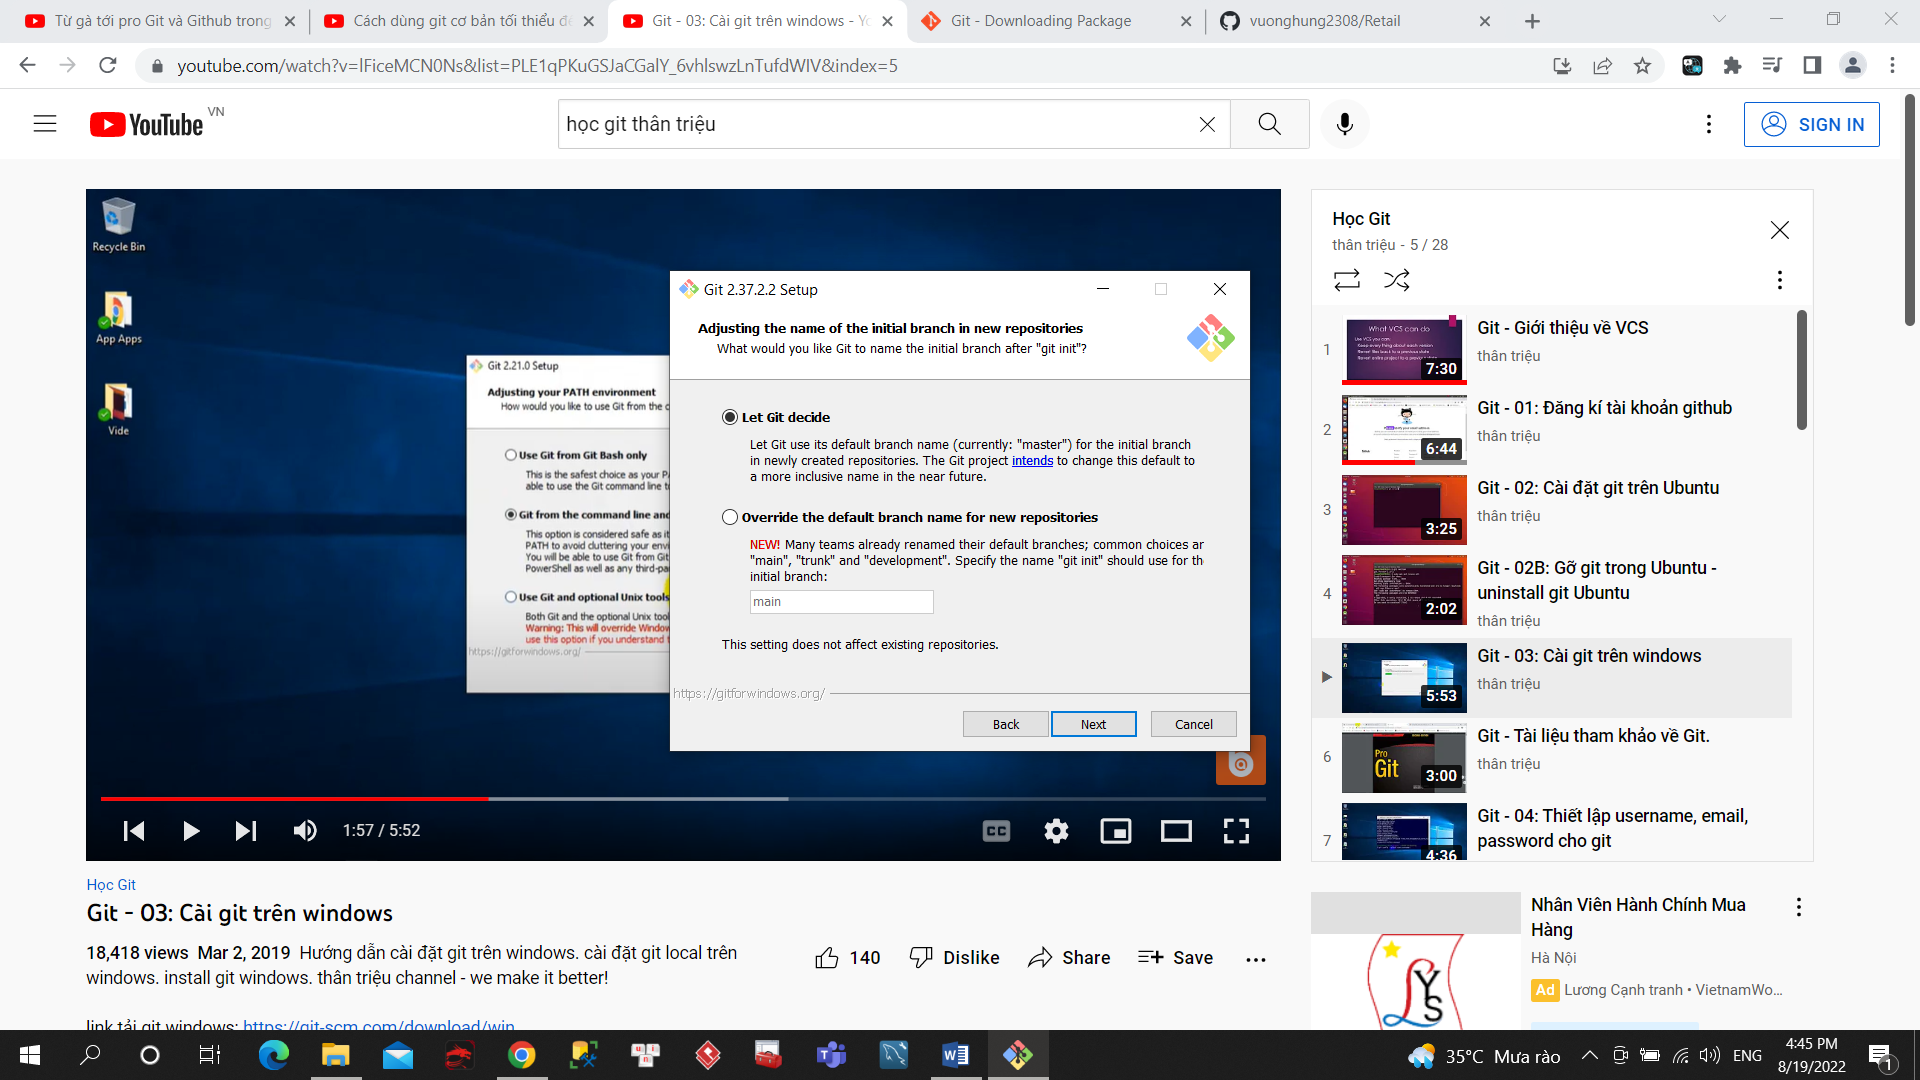 Từ gà tới pro Git và Github trong
Cách dùng git cơ bản tối thiểu để
Git - 03: Cài git trên windows - Yo
Git - Downloading Package
vuonghung2308/Retail
youtube.com/watch?v=lFiceMCN0Ns&list=PLE1qPKuGSJaCGalY_6vhlswzLnTufdWIV&index=5
YouTube VN
học git thân triệu
SIGN IN
Recycle Bin
App Apps
Vide
Git 2.21.0 Setup
Adjusting your PATH environment
How would you like to use Git from the c
Use Git from Git Bash only
This is the safest choice as your PA
able to use the Git command line to
Git from the command line and
This option is considered safe as it
PATH to avoid cluttering your envi
You will be able to use Git from Git
PowerShell as well as any third-pa
Use Git and optional Unix tools
Both Git and the optional Unix tool
Warning: This will override Window
use this option if you understand t
https://gitforwindows.org/
Git 2.37.2.2 Setup
Adjusting the name of the initial branch in new repositories
What would you like Git to name the initial branch after "git init"?
Let Git decide
Let Git use its default branch name (currently: "master") for the initial branch
in newly created repositories. The Git project intends to change this default to
a more inclusive name in the near future.
Override the default branch name for new repositories
NEW! Many teams already renamed their default branches; common choices ar
"main", "trunk" and "development". Specify the name "git init" should use for th
initial branch:
main
This setting does not affect existing repositories.
https://gitforwindows.org/
Back
Next
Cancel
1:57 / 5:52
CC
Học Git
Git - 03: Cài git trên windows
18,418 views Mar 2, 2019 Hướng dẫn cài đặt git trên windows. cài đặt git local trên
windows. install git windows. thân triệu channel - we make it better!
link tải git windows: https://git-scm.com/download/win
140
Dislike
Share
Save
Học Git
thân triệu - 5 / 28
1
What VCS can do
7:30
Git - Giới thiệu về VCS
thân triệu
2
6:44
Git - 01: Đăng kí tài khoản github
thân triệu
3
3:25
Git - 02: Cài đặt git trên Ubuntu
thân triệu
4
2:02
Git - 02B: Gỡ git trong Ubuntu -
uninstall git Ubuntu
thân triệu
5:53
Git - 03: Cài git trên windows
thân triệu
6
Pro
Git
3:00
Git - Tài liệu tham khảo về Git.
thân triệu
7
4:36
Git - 04: Thiết lập username, email,
password cho git
Nhân Viên Hành Chính Mua
Hàng
Hà Nội
Ad Lương Cạnh tranh • VietnamWo...
35°C Mưa rào
ENG
4:45 PM
8/19/2022
1